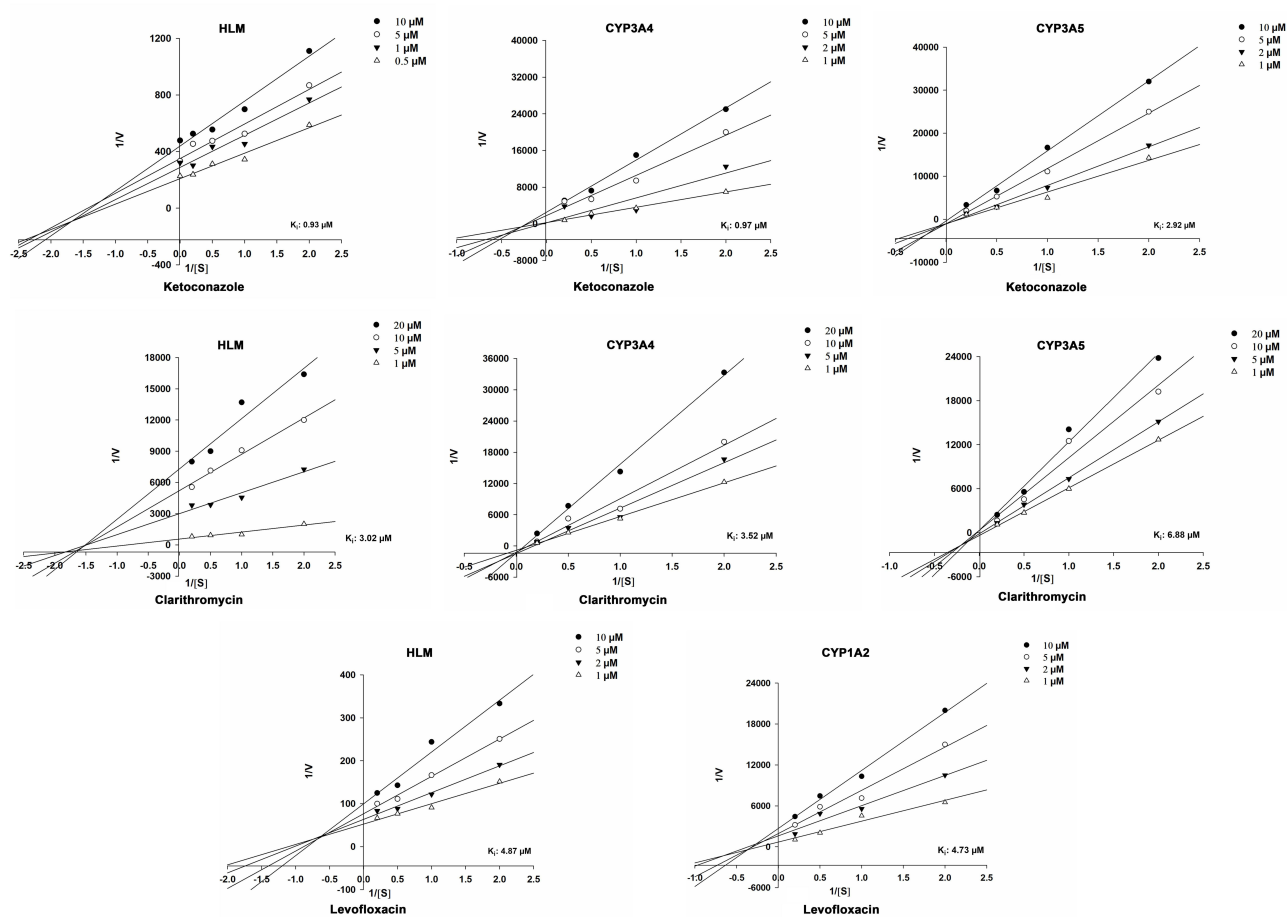 HLM
10 µM
5 µM
1 µM
0.5 µM
1200
800
400
0
-400
1/V
-2.5 -2.0 -1.5 -1.0 -0.5 0.0 0.5 1.0 1.5 2.0 2.5
1/[S]
Ki: 0.93 µM
Ketoconazole
CYP3A4
10 µM
5 µM
2 µM
1 µM
40000
32000
24000
16000
8000
0
-8000
1/V
-1.0 -0.5 0.0 0.5 1.0 1.5 2.0 2.5
1/[S]
Ki: 0.97 µM
Ketoconazole
CYP3A5
10 µM
5 µM
2 µM
1 µM
40000
30000
20000
10000
0
-10000
1/V
-0.5 0.0 0.5 1.0 1.5 2.0 2.5
1/[S]
Ki: 2.92 µM
Ketoconazole
HLM
20 µM
10 µM
5 µM
1 µM
18000
15000
12000
9000
6000
3000
0
-3000
1/V
-2.5 -2.0 -1.5 -1.0 -0.5 0.0 0.5 1.0 1.5 2.0 2.5
1/[S]
Ki: 3.02 µM
Clarithromycin
CYP3A4
20 µM
10 µM
5 µM
1 µM
36000
30000
24000
18000
12000
6000
0
-6000
1/V
-0.5 0.0 0.5 1.0 1.5 2.0 2.5
1/[S]
Ki: 3.52 µM
Clarithromycin
CYP3A5
20 µM
10 µM
5 µM
1 µM
24000
18000
12000
6000
0
-6000
1/V
-1.0 -0.5 0.0 0.5 1.0 1.5 2.0 2.5
1/[S]
Ki: 6.88 µM
Clarithromycin
HLM
10 µM
5 µM
2 µM
1 µM
400
300
200
100
0
-100
1/V
-2.0 -1.5 -1.0 -0.5 0.0 0.5 1.0 1.5 2.0 2.5
1/[S]
Ki: 4.87 µM
Levofloxacin
CYP1A2
10 µM
5 µM
2 µM
1 µM
24000
18000
12000
6000
0
-6000
1/V
-1.0 -0.5 0.0 0.5 1.0 1.5 2.0 2.5
1/[S]
Ki: 4.73 µM
Levofloxacin